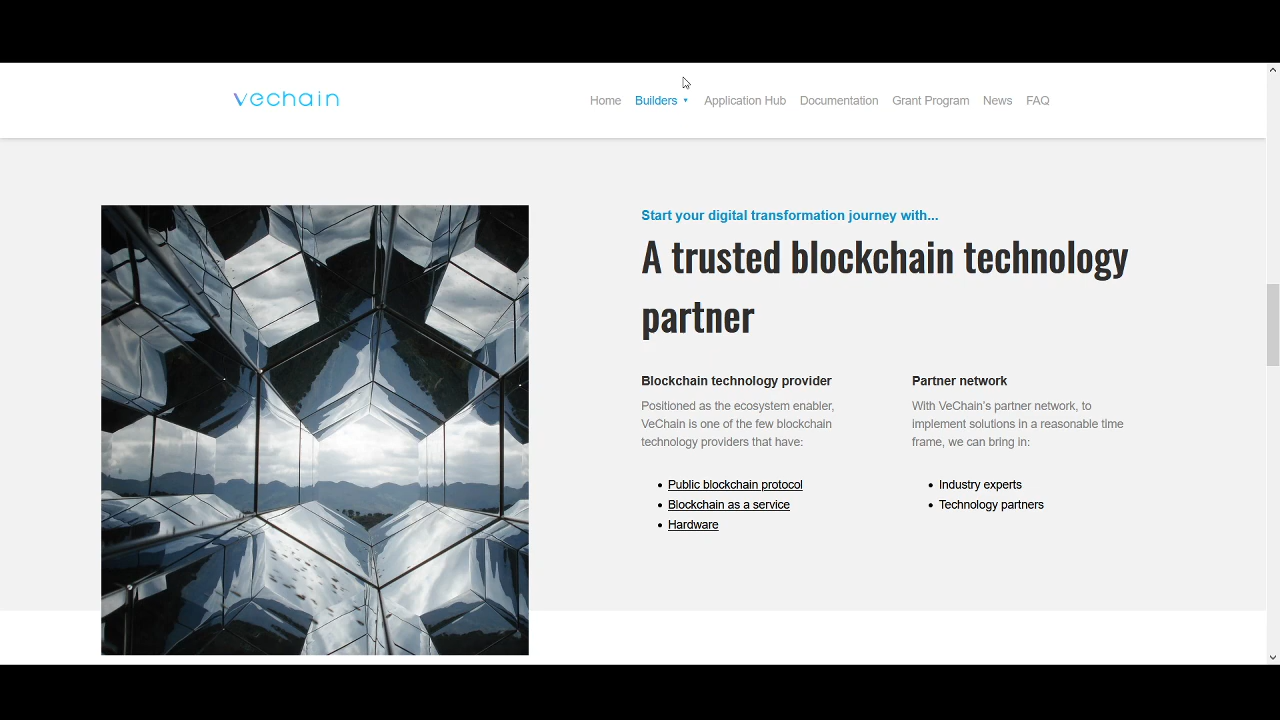 vechain
Home Builders Application Hub Documentation Grant Program News FAQ
Start your digital transformation journey with...
A trusted blockchain technology
partner
Blockchain technology provider
Positioned as the ecosystem enabler,
VeChain is one of the few blockchain
technology providers that have:
Public blockchain protocol
Blockchain as a service
Hardware
Partner network
With VeChain's partner network, to
implement solutions in a reasonable time
frame, we can bring in:
Industry experts
Technology partners